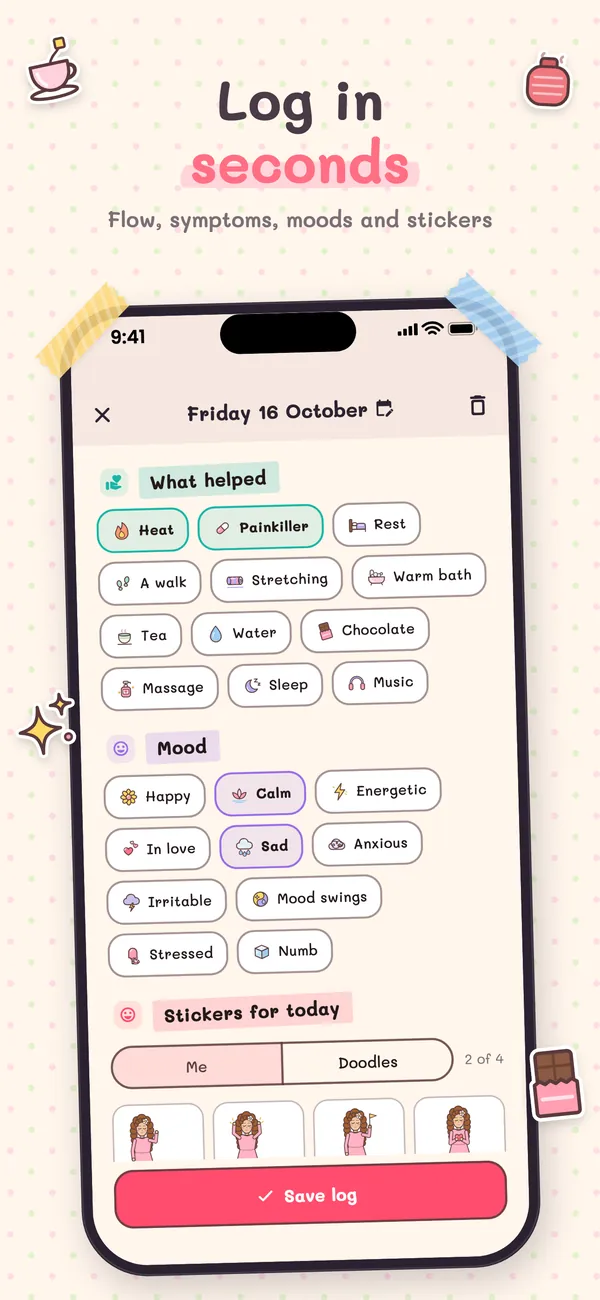 Log in
seconds
Flow, symptoms, moods and stickers
9:41
Friday 16 October
What helped
Heat Painkiller Rest
A walk Stretching Warm bath
Tea Water Chocolate
Massage Sleep Music
Mood
Happy Calm Energetic
In love Sad Anxious
Irritable Mood swings
Stressed Numb
Stickers for today
Me Doodles 2 of 4
Save log